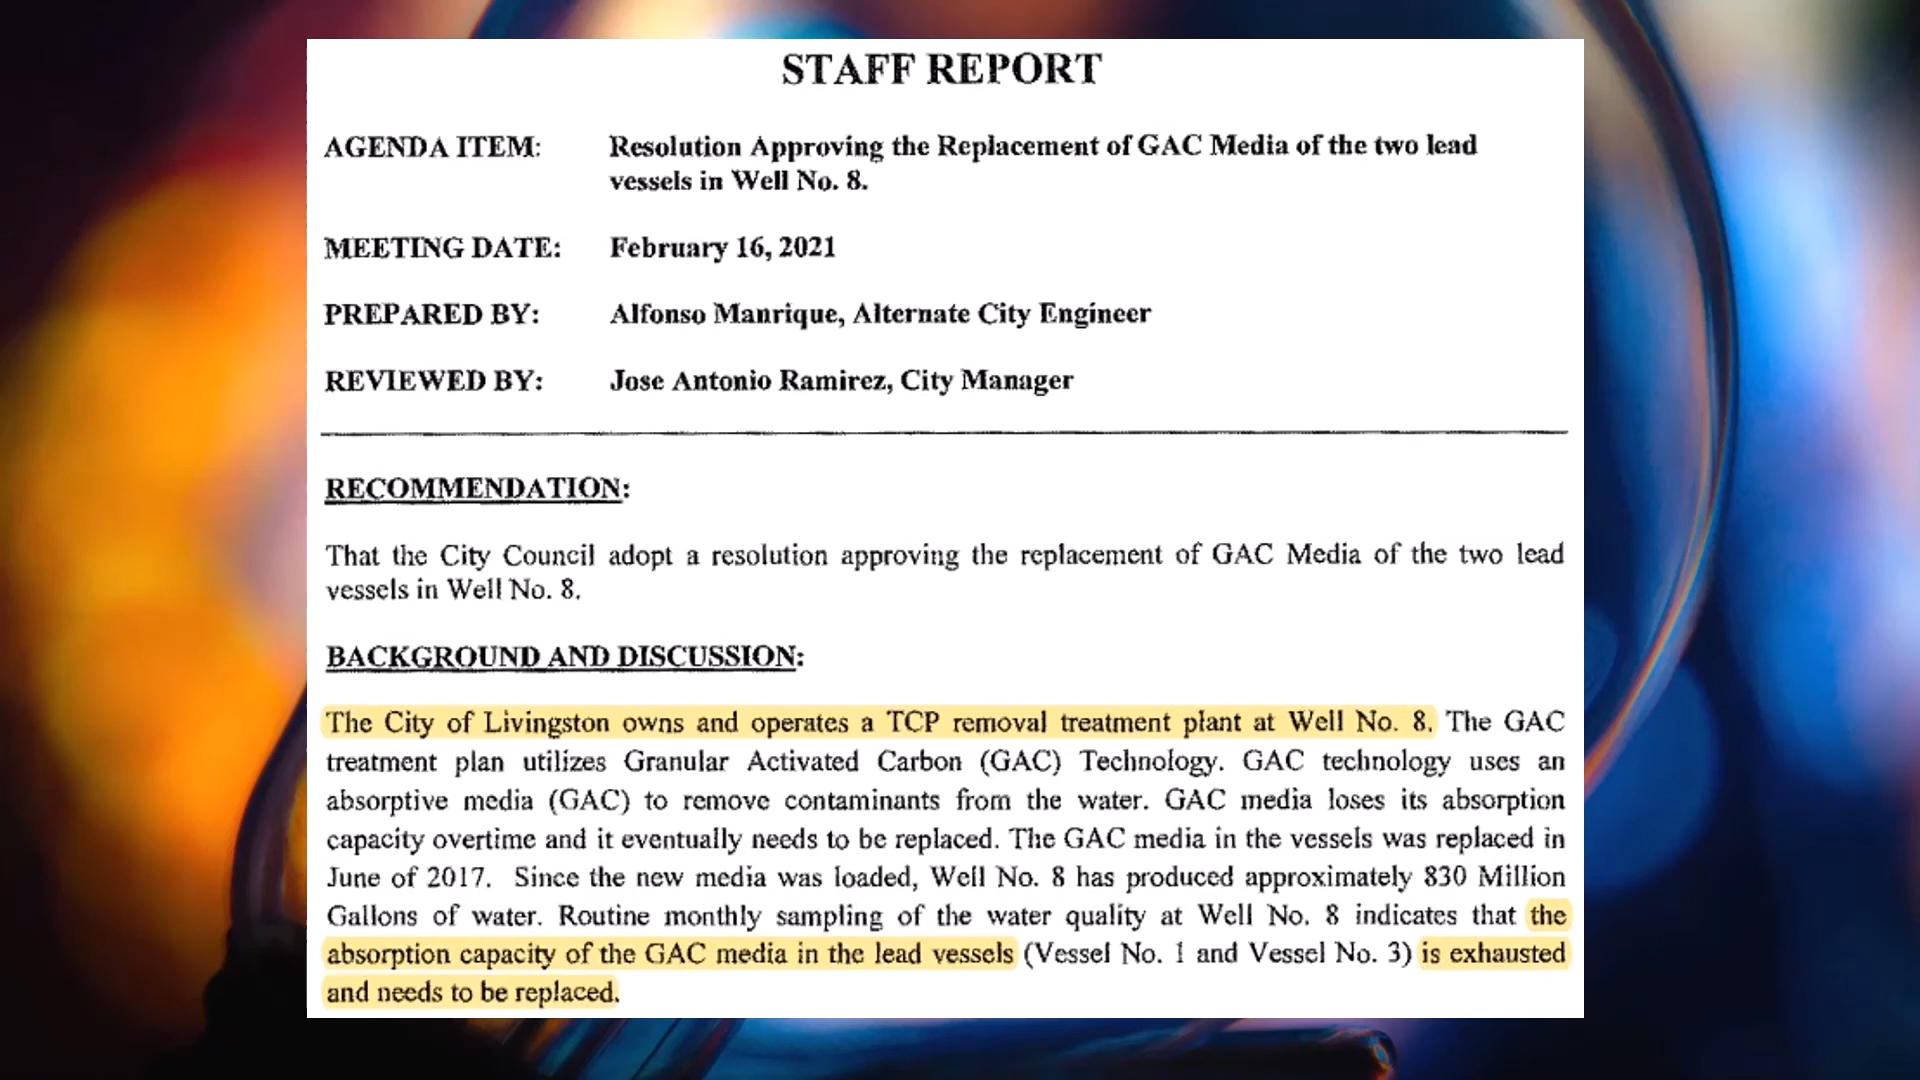 STAFF REPORT
AGENDA ITEM: Resolution Approving the Replacement of GAC Media of the two lead
vessels in Well No. 8.
MEETING DATE: February 16, 2021
PREPARED BY: Alfonso Manrique, Alternate City Engineer
REVIEWED BY: Jose Antonio Ramirez, City Manager
RECOMMENDATION:
That the City Council adopt a resolution approving the replacement of GAC Media of the two lead
vessels in Well No. 8.
BACKGROUND AND DISCUSSION:
The City of Livingston owns and operates a TCP removal treatment plant at Well No. 8. The GAC
treatment plan utilizes Granular Activated Carbon (GAC) Technology. GAC technology uses an
absorptive media (GAC) to remove contaminants from the water. GAC media loses its absorption
capacity overtime and it eventually needs to be replaced. The GAC media in the vessels was replaced in
June of 2017. Since the new media was loaded, Well No. 8 has produced approximately 830 Million
Gallons of water. Routine monthly sampling of the water quality at Well No. 8 indicates that the
absorption capacity of the GAC media in the lead vessels (Vessel No. 1 and Vessel No. 3) is exhausted
and needs to be replaced.